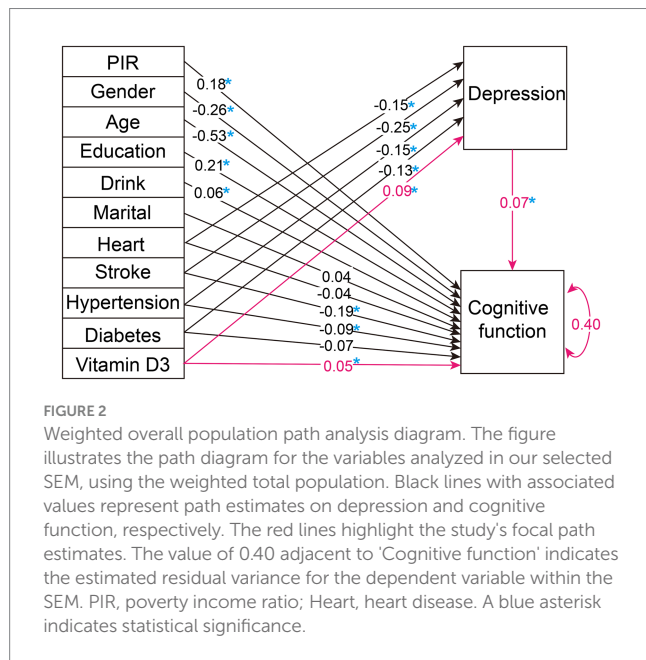 PIR
Gender
Age
Education
Drink
Marital
Heart
Stroke
Hypertension
Diabetes
Vitamin D3
0.18*
-0.26*
-0.53*
0.21*
0.06*
0.04
-0.04
-0.19*
-0.09*
-0.07
0.05*
-0.15*
-0.25*
-0.15*
-0.13*
0.09*
Depression
0.07*
Cognitive
function
0.40
FIGURE 2
Weighted overall population path analysis diagram. The figure
illustrates the path diagram for the variables analyzed in our selected
SEM, using the weighted total population. Black lines with associated
values represent path estimates on depression and cognitive
function, respectively. The red lines highlight the study's focal path
estimates. The value of 0.40 adjacent to 'Cognitive function' indicates
the estimated residual variance for the dependent variable within the
SEM. PIR, poverty income ratio; Heart, heart disease. A blue asterisk
indicates statistical significance.